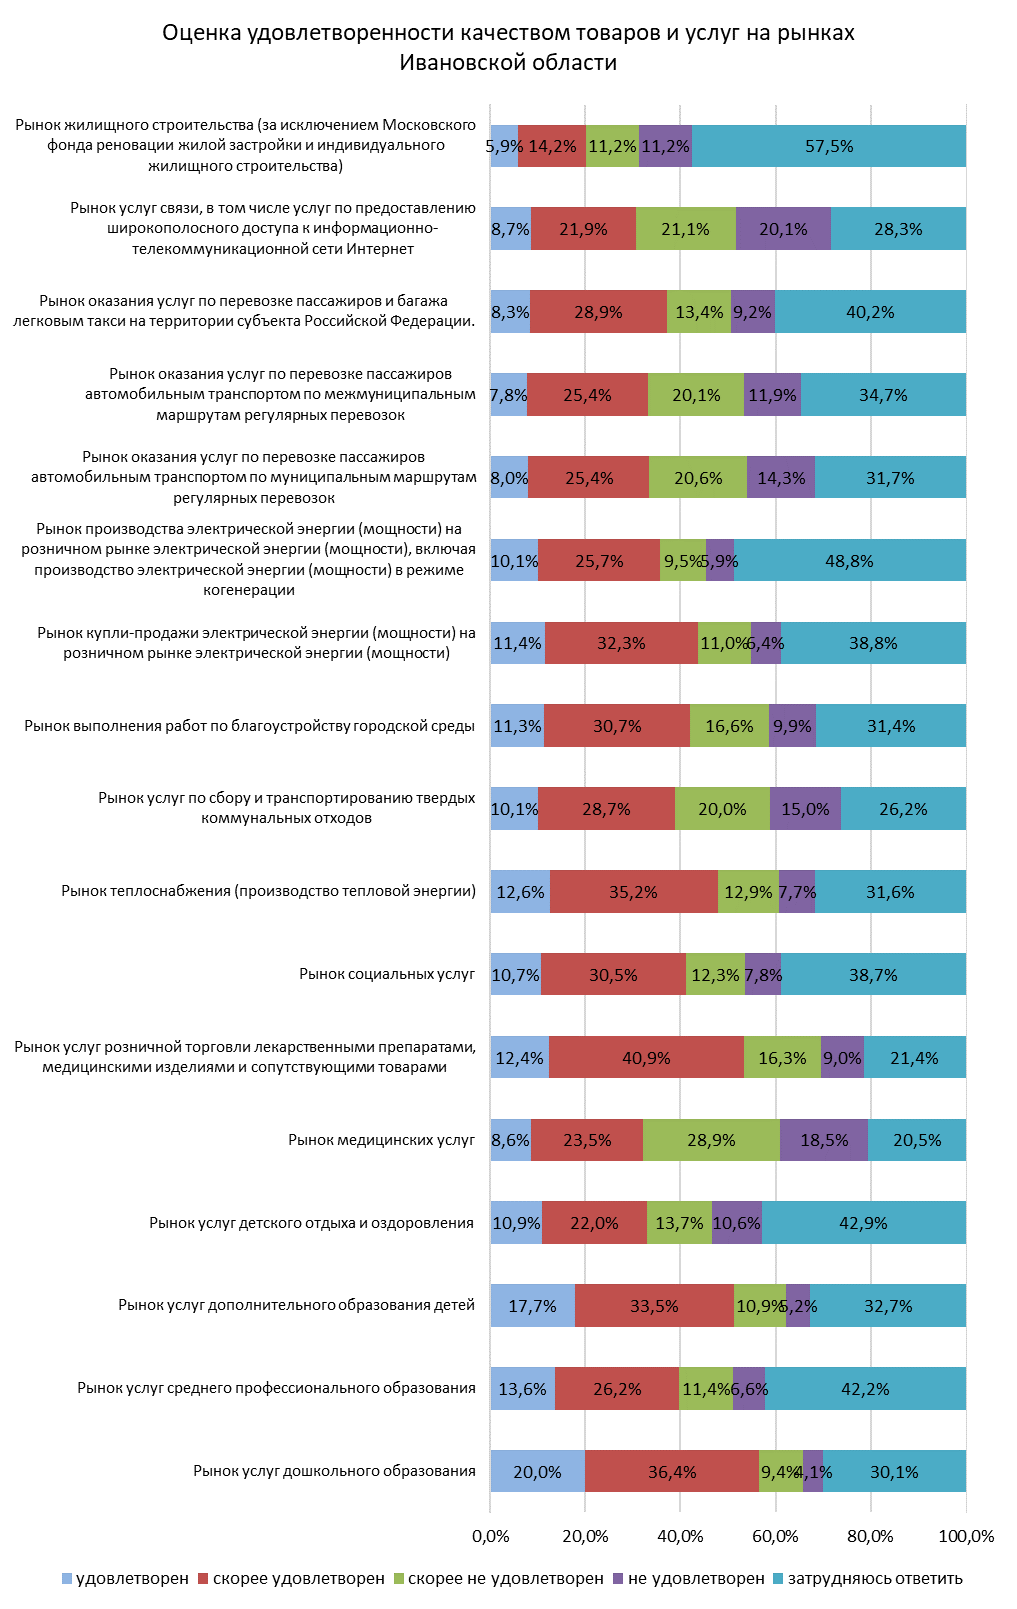 Оценка удовлетворенности качеством товаров и услуг на рынках
Ивановской области
Рынок жилищного строительства (за исключением Московского
фонда реновации жилой застройки и индивидуального
жилищного строительства)
5,9% 14,2% 11,2% 11,2% 57,5%
Рынок услуг связи, в том числе услуг по предоставлению
широкополосного доступа к информационно-
телекоммуникационной сети Интернет
8,7% 21,9% 21,1% 20,1% 28,3%
Рынок оказания услуг по перевозке пассажиров и багажа
легковым такси на территории субъекта Российской Федерации.
8,3% 28,9% 13,4% 9,2% 40,2%
Рынок оказания услуг по перевозке пассажиров
автомобильным транспортом по межмуниципальным
маршрутам регулярных перевозок
7,8% 25,4% 20,1% 11,9% 34,7%
Рынок оказания услуг по перевозке пассажиров
автомобильным транспортом по муниципальным маршрутам
регулярных перевозок
8,0% 25,4% 20,6% 14,3% 31,7%
Рынок производства электрической энергии (мощности) на
розничном рынке электрической энергии (мощности), включая
производство электрической энергии (мощности) в режиме
когенерации
10,1% 25,7% 9,5% 5,9% 48,8%
Рынок купли-продажи электрической энергии (мощности) на
розничном рынке электрической энергии (мощности)
11,4% 32,3% 11,0% 6,4% 38,8%
Рынок выполнения работ по благоустройству городской среды
11,3% 30,7% 16,6% 9,9% 31,4%
Рынок услуг по сбору и транспортированию твердых
коммунальных отходов
10,1% 28,7% 20,0% 15,0% 26,2%
Рынок теплоснабжения (производство тепловой энергии)
12,6% 35,2% 12,9% 7,7% 31,6%
Рынок социальных услуг
10,7% 30,5% 12,3% 7,8% 38,7%
Рынок услуг розничной торговли лекарственными препаратами,
медицинскими изделиями и сопутствующими товарами
12,4% 40,9% 16,3% 9,0% 21,4%
Рынок медицинских услуг
8,6% 23,5% 28,9% 18,5% 20,5%
Рынок услуг детского отдыха и оздоровления
10,9% 22,0% 13,7% 10,6% 42,9%
Рынок услуг дополнительного образования детей
17,7% 33,5% 10,9% 5,2% 32,7%
Рынок услуг среднего профессионального образования
13,6% 26,2% 11,4% 6,6% 42,2%
Рынок услуг дошкольного образования
20,0% 36,4% 9,4% 4,1% 30,1%
0,0% 20,0% 40,0% 60,0% 80,0% 100,0%
удовлетворен скорее удовлетворен скорее не удовлетворен не удовлетворен затрудняюсь ответить